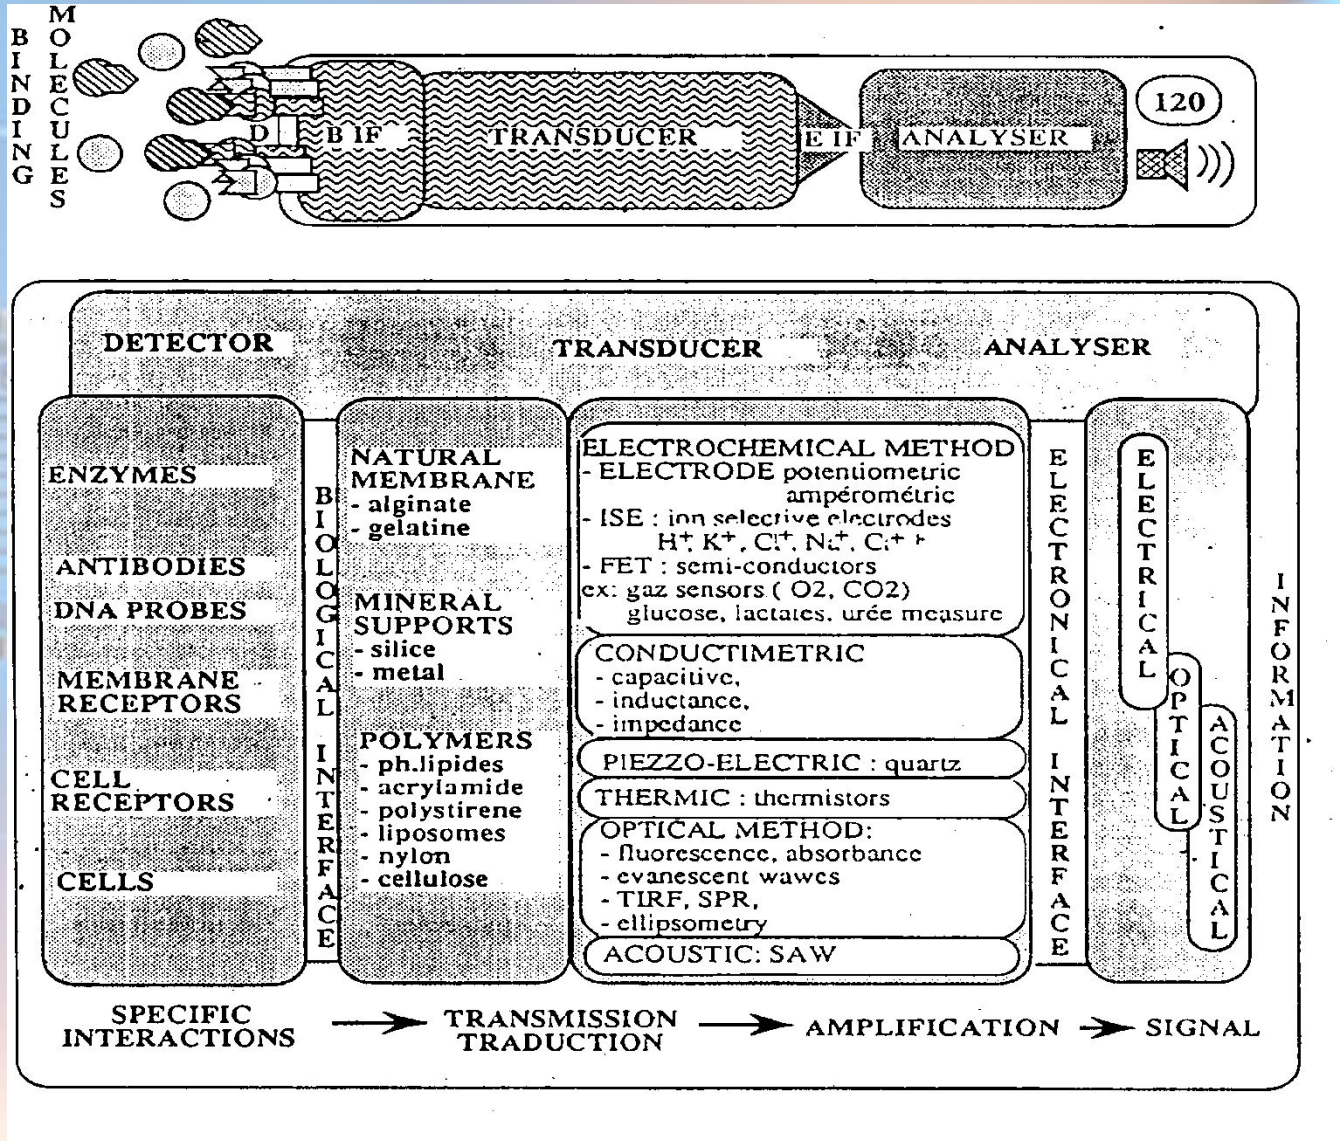 BINDING
MOLECULES
D
B IF
TRANSDUCER
E IF
ANALYSER
120
DETECTOR
TRANSDUCER
ANALYSER
ENZYMES
ANTIBODIES
DNA PROBES
MEMBRANE
RECEPTORS
CELL
RECEPTORS
CELLS
BIOLOGICAL INTERFACE
NATURAL
MEMBRANE
- alginate
- gelatine
MINERAL
SUPPORTS
- silice
- metal
POLYMERS
- ph.lipides
- acrylamide
- polystirene
- liposomes
- nylon
- cellulose
ELECTROCHEMICAL METHOD
- ELECTRODE potentiometric
ampérométric
- ISE : ion selective electrodes
H+, K+,
- FET : semi-conductors
ex: gaz sensors ( O2, CO2)
glucose, lactates, urée measure
CONDUCTIMETRIC
- capacitive,
- inductance,
- impedance
PIEZZO-ELECTRIC : quartz
THERMIC : thermistors
OPTICAL METHOD:
- fluorescence, absorbance
- evanescent wawes
- TIRF, SPR,
- ellipsometry
ACOUSTIC: SAW
ELECTRONICAL INTERFACE
ELECTRICAL
OPTICAL
ACOUSTICAL
INFORMATION
SPECIFIC
INTERACTIONS
TRANSMISSION
TRADUCTION
AMPLIFICATION
SIGNAL